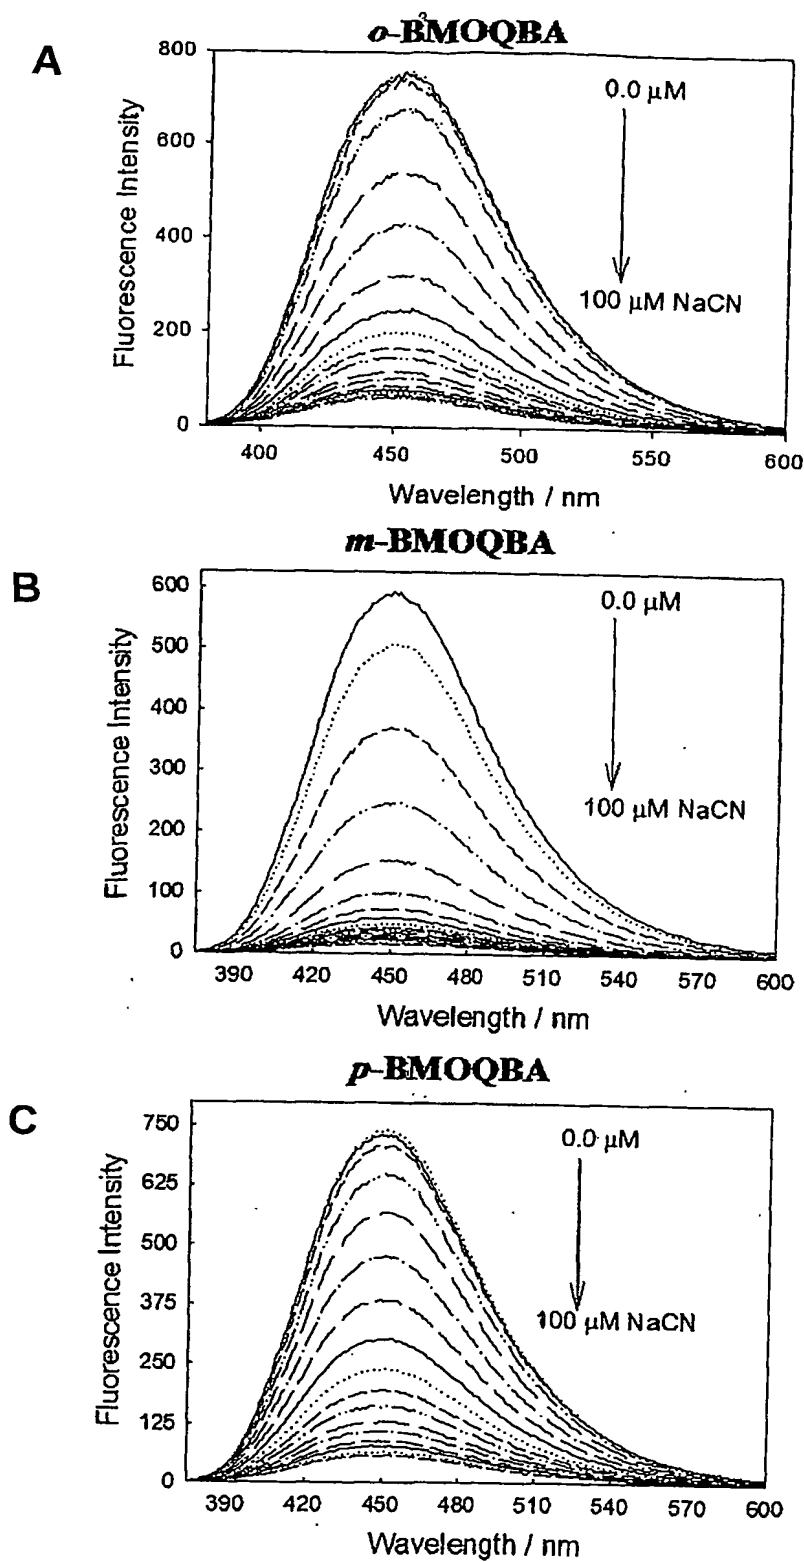 A
o-BMOQBA
800
600
400
200
0
Fluorescence Intensity
0.0 µM
100 µM NaCN
400 450 500 550 600
Wavelength / nm
B
m-BMOQBA
600
500
400
300
200
100
0
Fluorescence Intensity
0.0 µM
100 µM NaCN
390 420 450 480 510 540 570 600
Wavelength / nm
C
p-BMOQBA
750
625
500
375
250
125
0
Fluorescence Intensity
0.0 µM
100 µM NaCN
390 420 450 480 510 540 570 600
Wavelength / nm